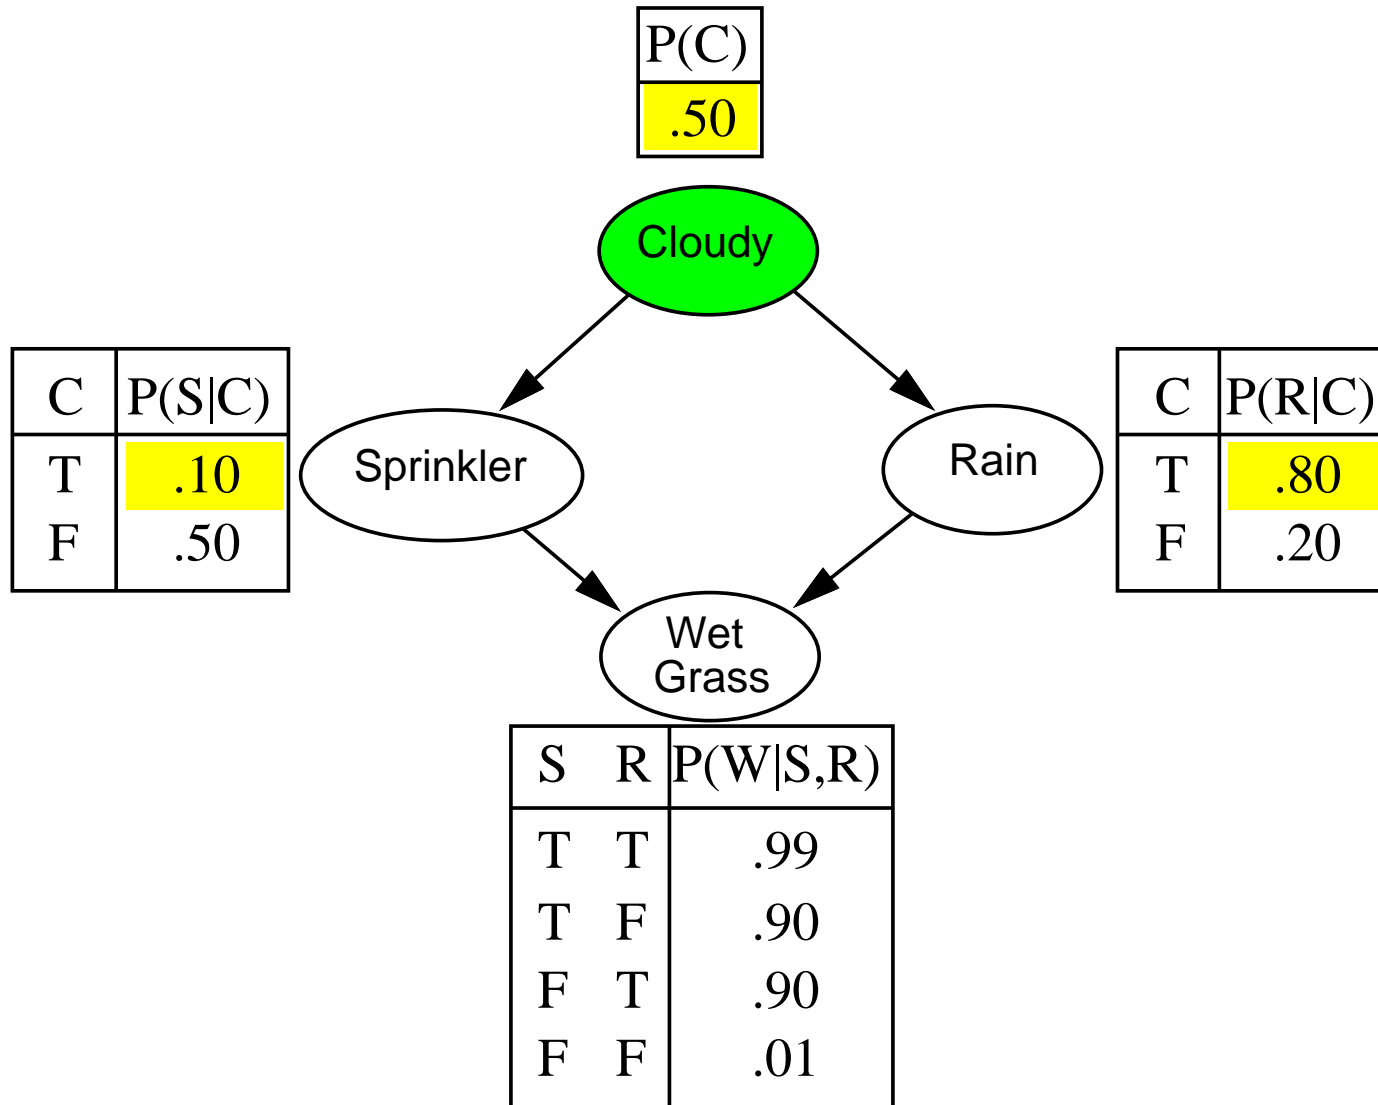 P(C)
.50
Cloudy
C P(S|C)
T .10
F .50
Sprinkler
Rain
C P(R|C)
T .80
F .20
Wet
Grass
S R P(W|S,R)
T T .99
T F .90
F T .90
F F .01